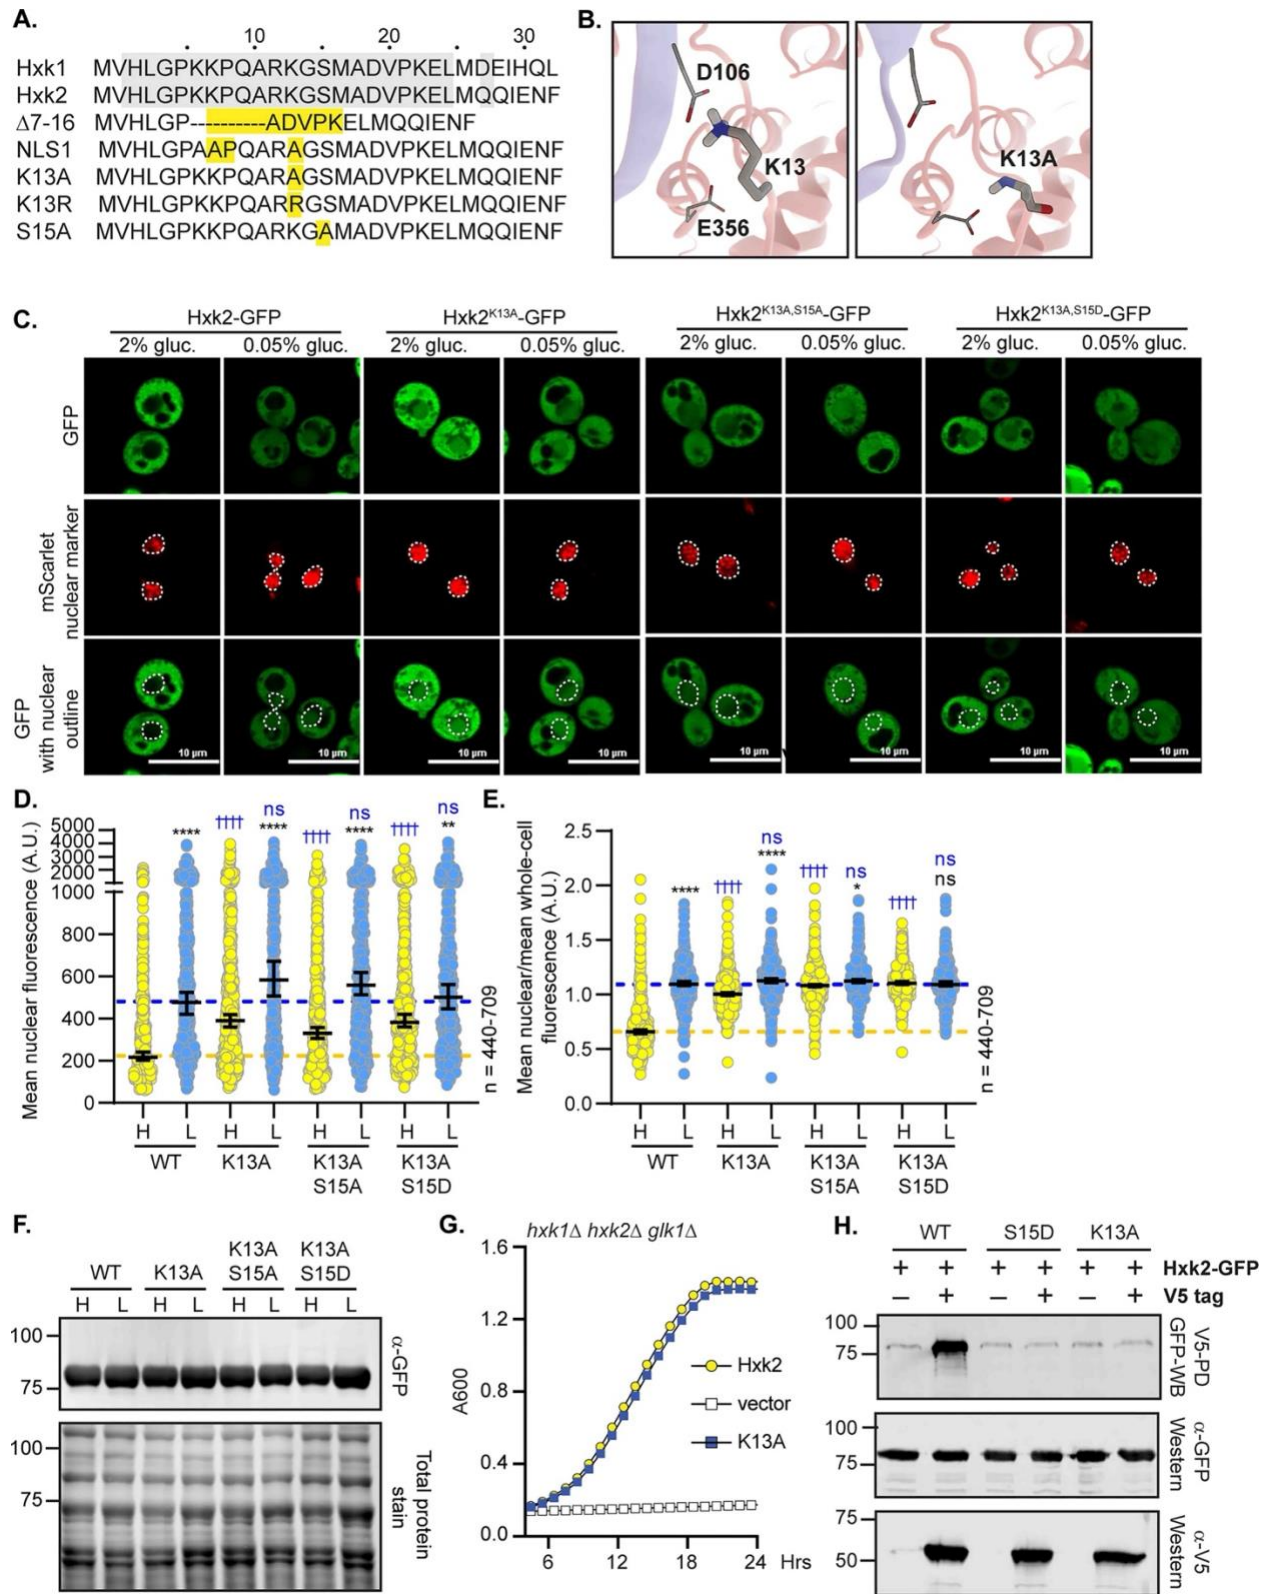 A.
10 20 30
Hxk1 MVHLGPKKPQARKGSMADVPKELMDEIHQL
Hxk2 MVHLGPKKPQARKGSMADVPKELMQQIENF
Δ7-16 MVHLGP----------ADVPKELMQQIENF
NLS1 MVHLGPAAPQARAGSMADVPKELMQQIENF
K13A MVHLGPKKPQARAGSMADVPKELMQQIENF
K13R MVHLGPKKPQARRGSMADVPKELMQQIENF
S15A MVHLGPKKPQARKGAMADVPKELMQQIENF
B.
D106
K13
E356
K13A
C.
Hxk2-GFP Hxk2K13A-GFP Hxk2K13A,S15A-GFP Hxk2K13A,S15D-GFP
2% gluc. 0.05% gluc. 2% gluc. 0.05% gluc. 2% gluc. 0.05% gluc. 2% gluc. 0.05% gluc.
GFP
mScarlet
nuclear marker
GFP
with nuclear
outline
10 μm 10 μm 10 μm 10 μm 10 μm 10 μm 10 μm 10 μm
D.
Mean nuclear fluorescence (A.U.)
5000
4000
3000
2000
1000
800
600
400
200
0
ns ns ns
**** †††† **** †††† **** †††† **
n = 440-709
H L H L H L H L
WT K13A K13A K13A
S15A S15D
E.
Mean nuclear/mean whole-cell
fluorescence (A.U.)
2.5
2.0
1.5
1.0
0.5
0.0
ns ns ns
**** †††† **** †††† * †††† ns
n = 440-709
H L H L H L H L
WT K13A K13A K13A
S15A S15D
F.
K13A K13A
WT K13A S15A S15D
H L H L H L H L
100
75
α-GFP
100
75
Total protein
stain
G.
hxk1Δ hxk2Δ glk1Δ
A600
1.6
1.2
0.8
0.4
0.0
Hxk2
vector
K13A
6 12 18 24 Hrs
H.
WT S15D K13A
+ + + + + + Hxk2-GFP
– + – + – + V5 tag
100
75
V5-PD
GFP-WB
100
75
α-GFP
Western
75
50
α-V5
Western